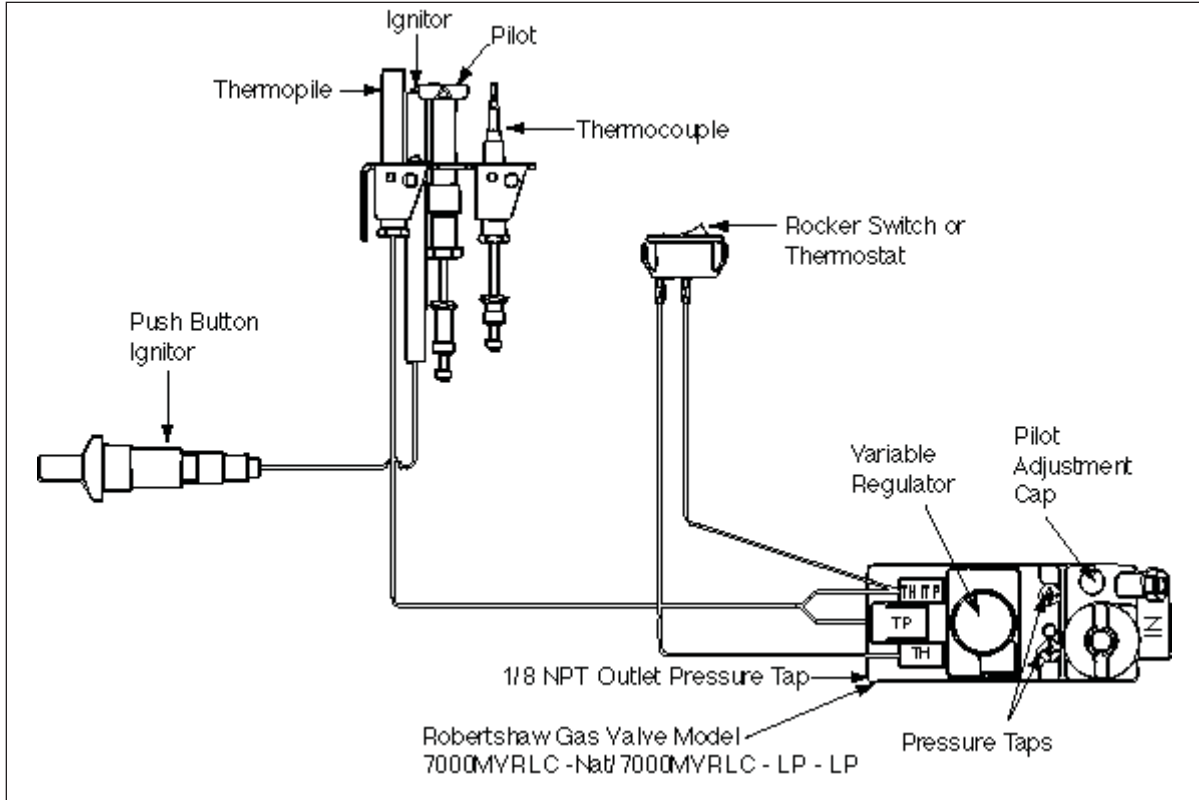 Ignitor
Pilot
Thermopile
Thermocouple
Rocker Switch or
Thermostat
Push Button
Ignitor
Pilot
Adjustment
Cap
Variable
Regulator
TH TP
TP
TH
IN
1/8 NPT Outlet Pressure Tap
Robertshaw Gas Valve Model
7000MVRLC -Nat/ 7000MVRLC - LP - LP
Pressure Taps